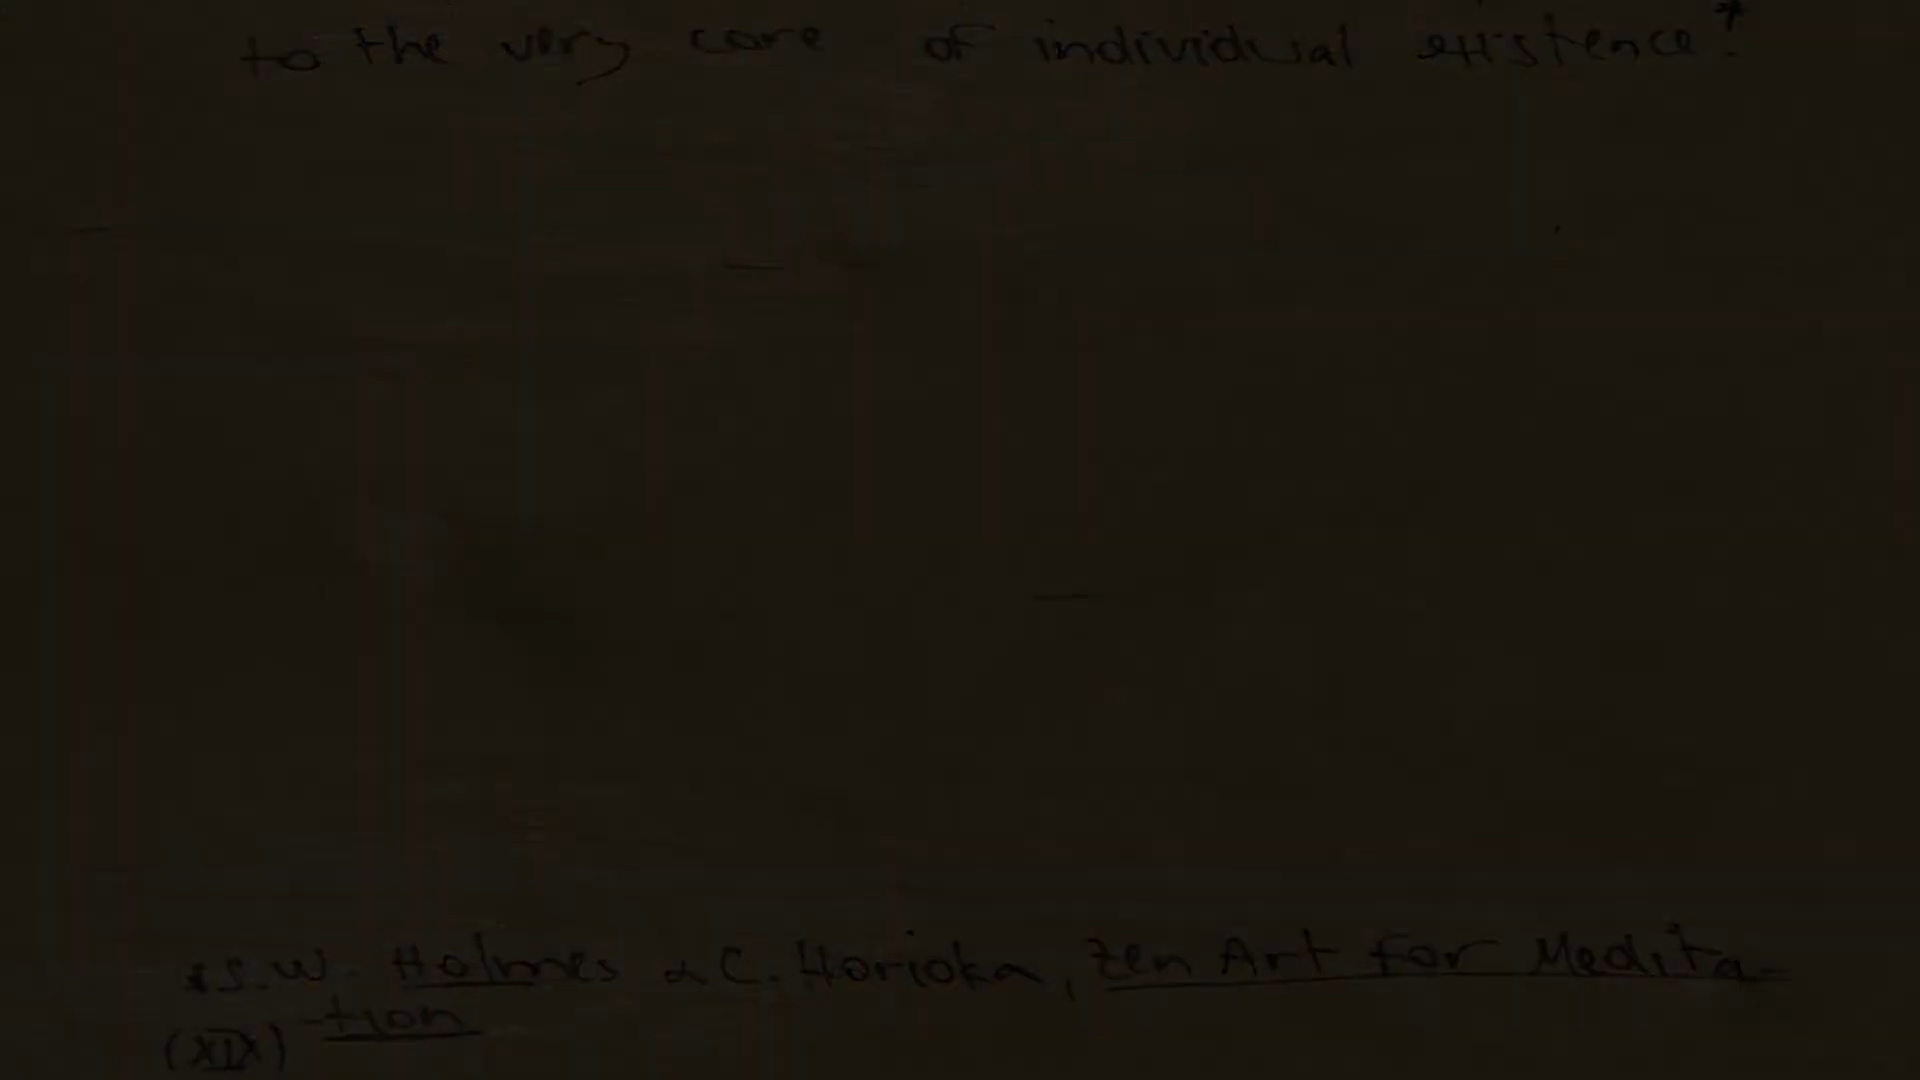 to the very core of individual existence.*
*S.W. Holmes & C. Horioka, Zen Art for Medita-
-tion
(XIX)